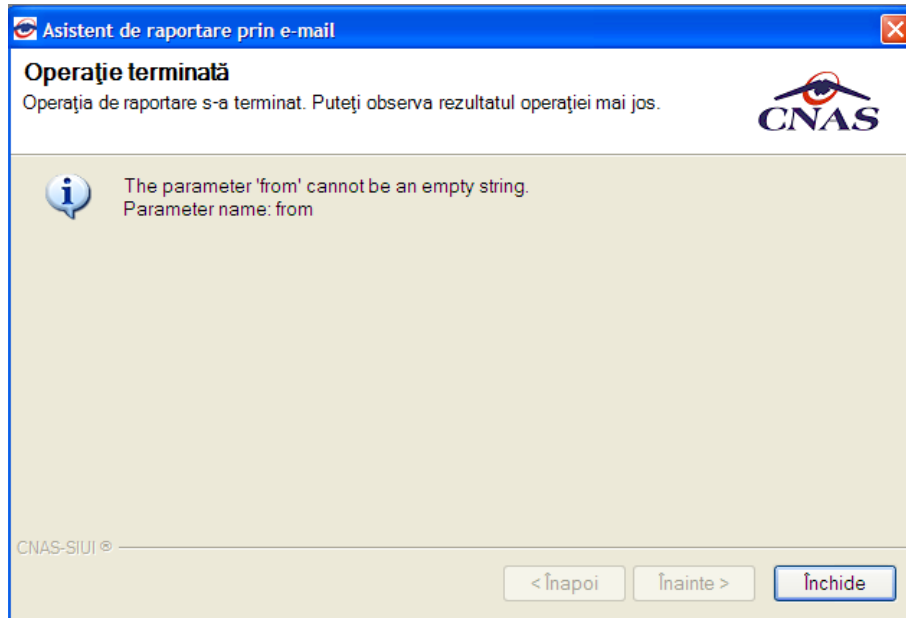 Asistent de raportare prin e-mail
Operaţie terminată
Operaţia de raportare s-a terminat. Puteţi observa rezultatul operaţiei mai jos.
CNAS
The parameter 'from' cannot be an empty string.
Parameter name: from
CNAS-SIUI ®
< Înapoi
Înainte >
Închide